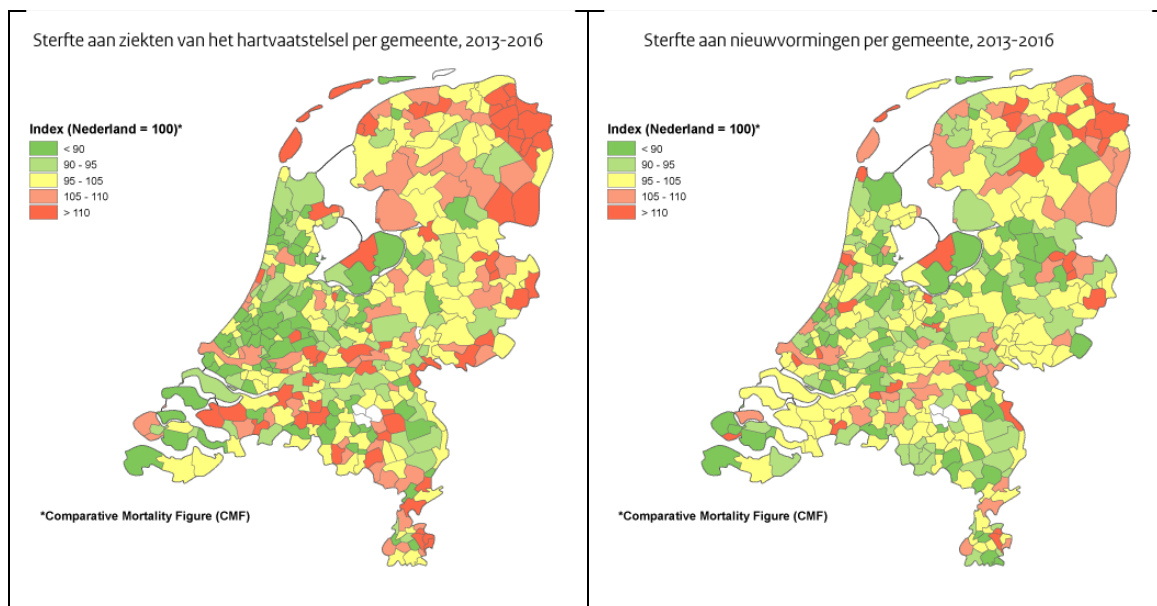 Sterfte aan ziekten van het hartvaatstelsel per gemeente, 2013-2016
Index (Nederland = 100)*
< 90
90 - 95
95 - 105
105 - 110
> 110
*Comparative Mortality Figure (CMF)
Sterfte aan nieuwvormingen per gemeente, 2013-2016
Index (Nederland = 100)*
< 90
90 - 95
95 - 105
105 - 110
> 110
*Comparative Mortality Figure (CMF)